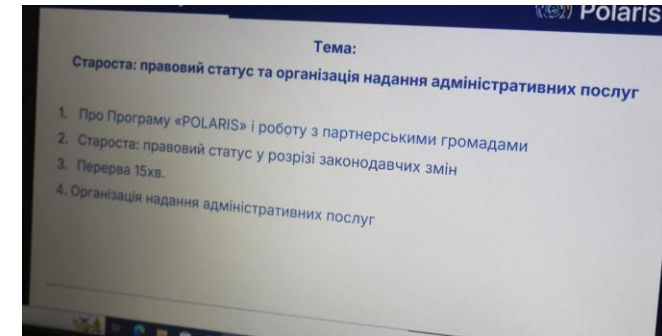 Polaris
Тема:
Староста: правовий статус та організація надання адміністративних послуг
1. Про Програму «POLARIS» і роботу з партнерськими громадами
2. Староста: правовий статус у розрізі законодавчих змін
3. Перерва 15хв.
4. Організація надання адміністративних послуг